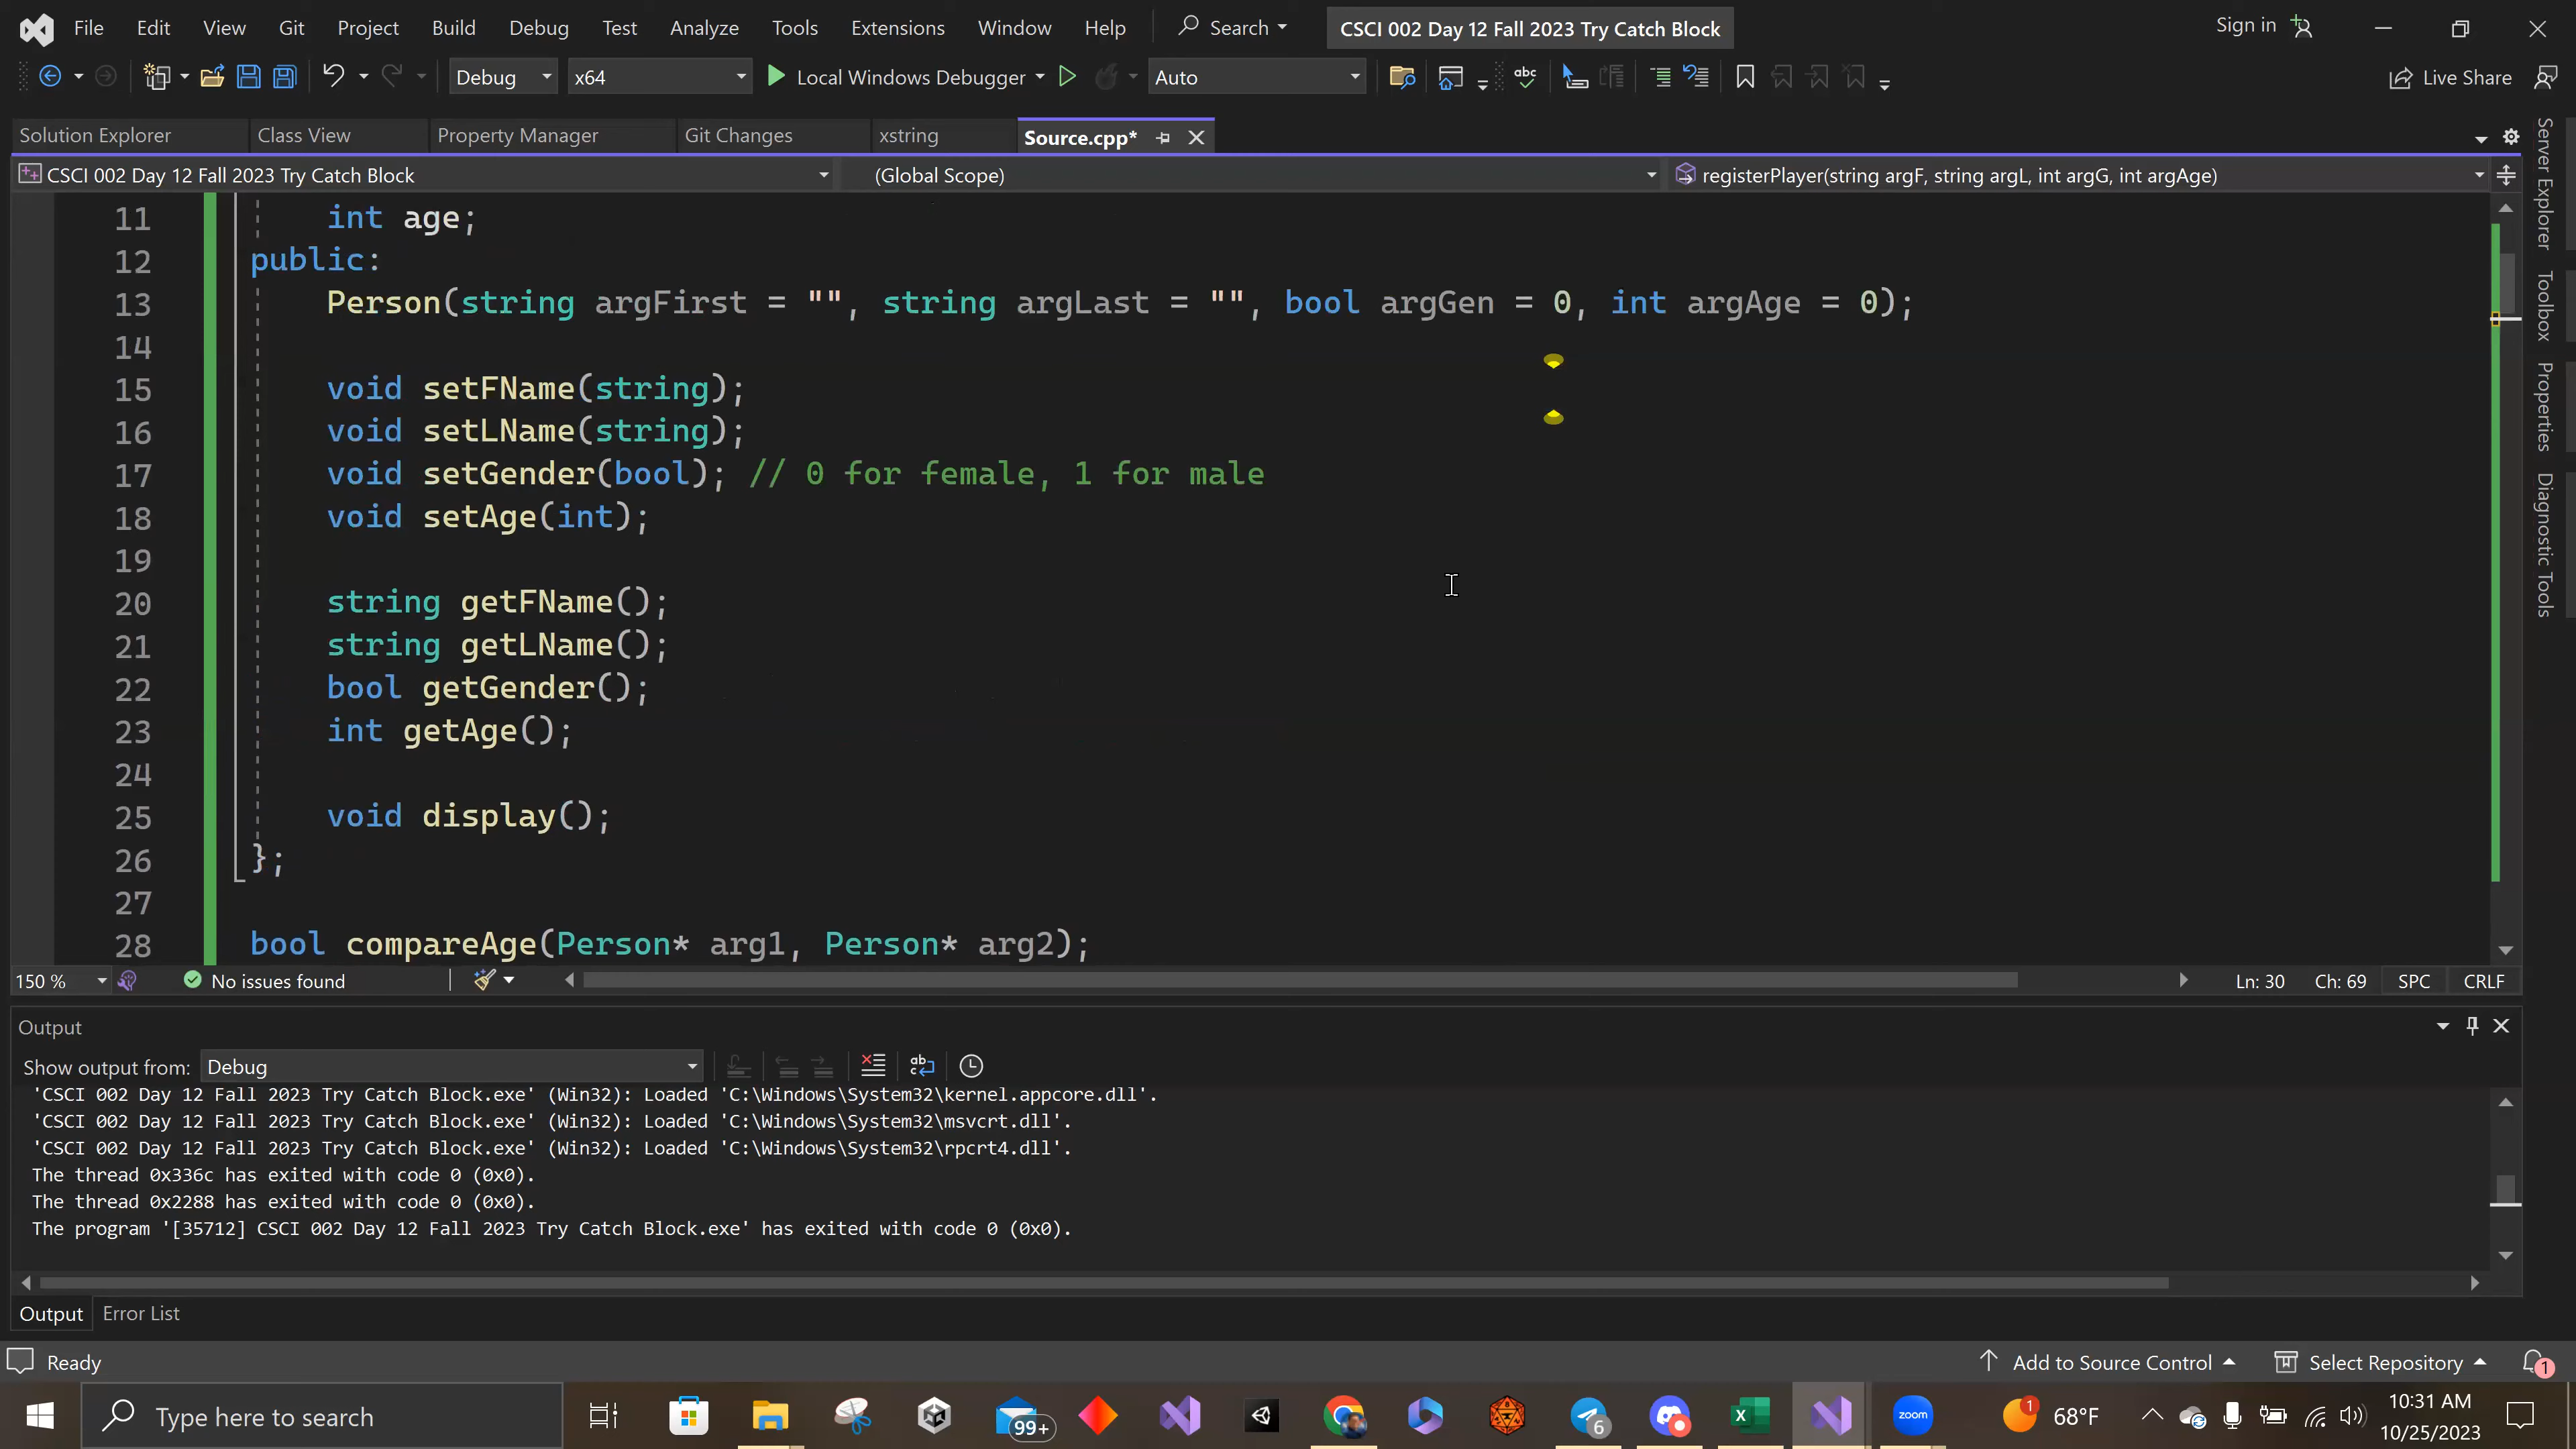 File Edit View Git Project Build Debug Test Analyze Tools Extensions Window Help Search CSCI 002 Day 12 Fall 2023 Try Catch Block Sign in
Debug x64 Local Windows Debugger Auto Live Share
Solution Explorer Class View Property Manager Git Changes xstring Source.cpp*
CSCI 002 Day 12 Fall 2023 Try Catch Block (Global Scope) registerPlayer(string argF, string argL, int argG, int argAge)
11 int age;
12 public:
13 Person(string argFirst = "", string argLast = "", bool argGen = 0, int argAge = 0);
14
15 void setFName(string);
16 void setLName(string);
17 void setGender(bool); // 0 for female, 1 for male
18 void setAge(int);
19
20 string getFName();
21 string getLName();
22 bool getGender();
23 int getAge();
24
25 void display();
26 };
27
28 bool compareAge(Person* arg1, Person* arg2);
150 % No issues found Ln: 30 Ch: 69 SPC CRLF
Output
Show output from: Debug
'CSCI 002 Day 12 Fall 2023 Try Catch Block.exe' (Win32): Loaded 'C:\Windows\System32\kernel.appcore.dll'.
'CSCI 002 Day 12 Fall 2023 Try Catch Block.exe' (Win32): Loaded 'C:\Windows\System32\msvcrt.dll'.
'CSCI 002 Day 12 Fall 2023 Try Catch Block.exe' (Win32): Loaded 'C:\Windows\System32\rpcrt4.dll'.
The thread 0x336c has exited with code 0 (0x0).
The thread 0x2288 has exited with code 0 (0x0).
The program '[35712] CSCI 002 Day 12 Fall 2023 Try Catch Block.exe' has exited with code 0 (0x0).
Output Error List
Ready Add to Source Control Select Repository 1
Type here to search 99+ 6 zoom 1 68°F 10:31 AM
10/25/2023
Server Explorer
Toolbox
Properties
Diagnostic Tools